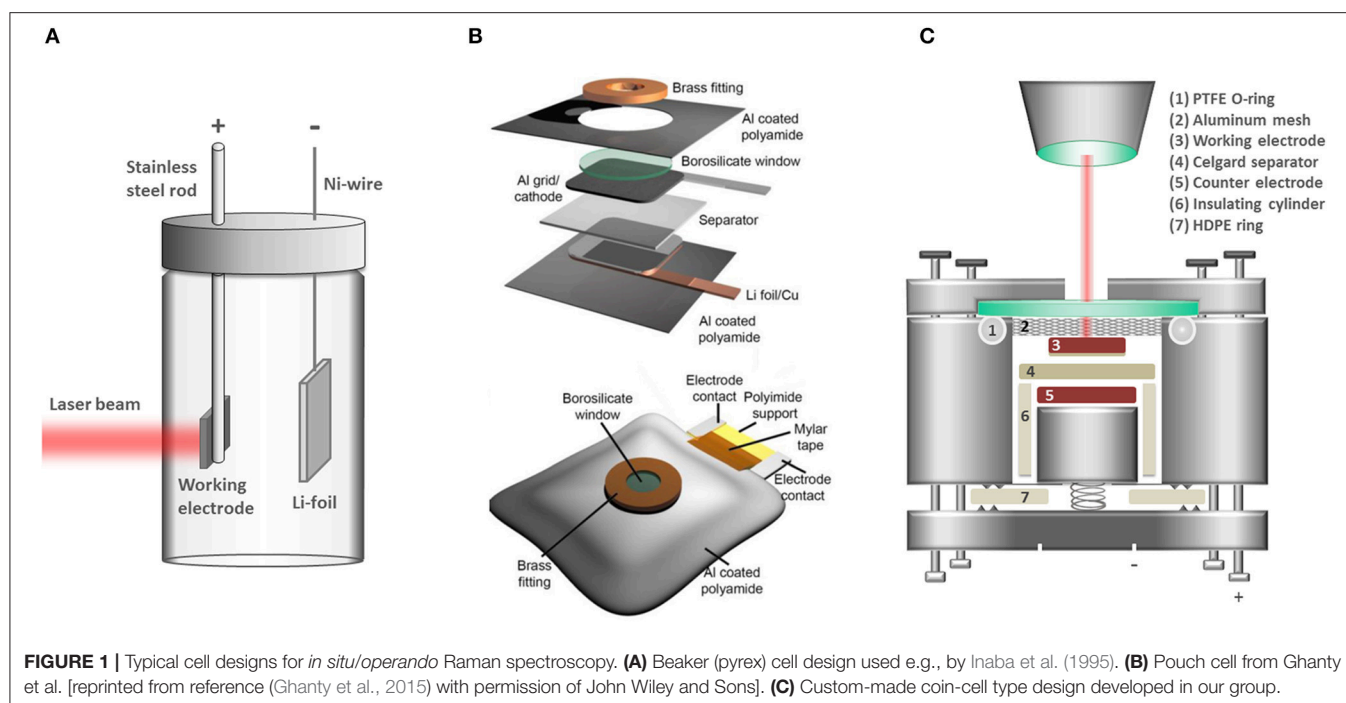 A
+
-
Stainless
steel rod
Ni-wire
Laser beam
Working
electrode
Li-foil
B
Brass fitting
Al coated
polyamide
Borosilicate window
Al grid/
cathode
Separator
Li foil/Cu
Al coated
polyamide
Electrode
contact
Polyimide
support
Borosilicate
window
Mylar
tape
Electrode
contact
Brass
fitting
Al coated
polyamide
C
(1) PTFE O-ring
(2) Aluminum mesh
(3) Working electrode
(4) Celgard separator
(5) Counter electrode
(6) Insulating cylinder
(7) HDPE ring
1
2
3
4
5
6
7
-
+
FIGURE 1 | Typical cell designs for in situ/operando Raman spectroscopy. (A) Beaker (pyrex) cell design used e.g., by Inaba et al. (1995). (B) Pouch cell from Ghanty
et al. [reprinted from reference (Ghanty et al., 2015) with permission of John Wiley and Sons]. (C) Custom-made coin-cell type design developed in our group.